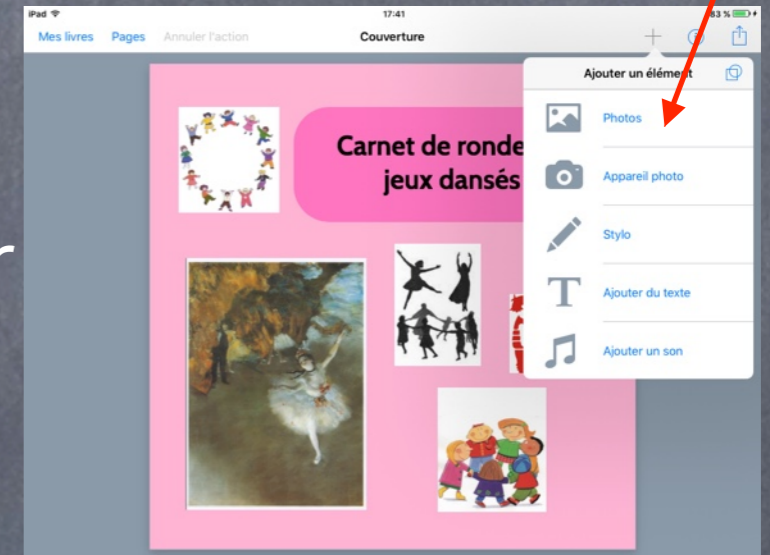 iPad 17:41 83 %
Mes livres Pages Annuler l'action Couverture
Ajouter un élément
Photos
Appareil photo
Stylo
T Ajouter du texte
Ajouter un son
Carnet de ronde
jeux dansés
r